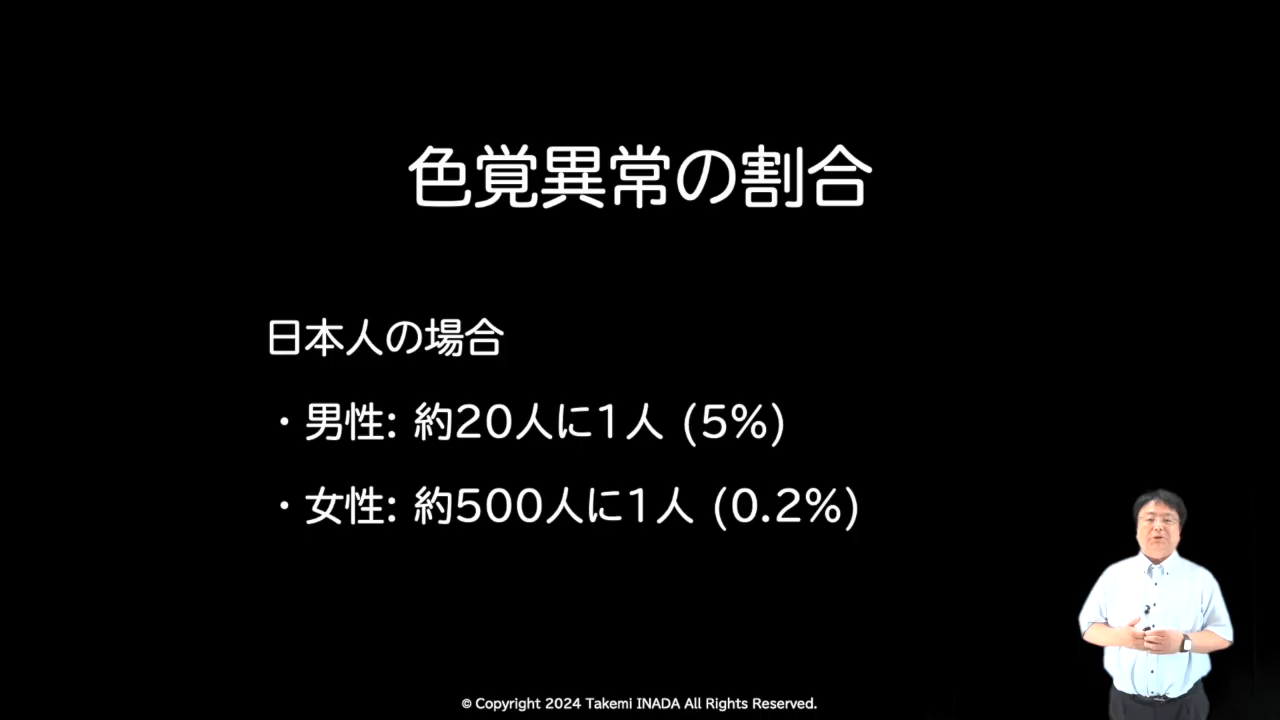 色覚異常の割合
日本人の場合
・男性: 約20人に1人 (5%)
・女性: 約500人に1人 (0.2%)
© Copyright 2024 Takemi INADA All Rights Reserved.